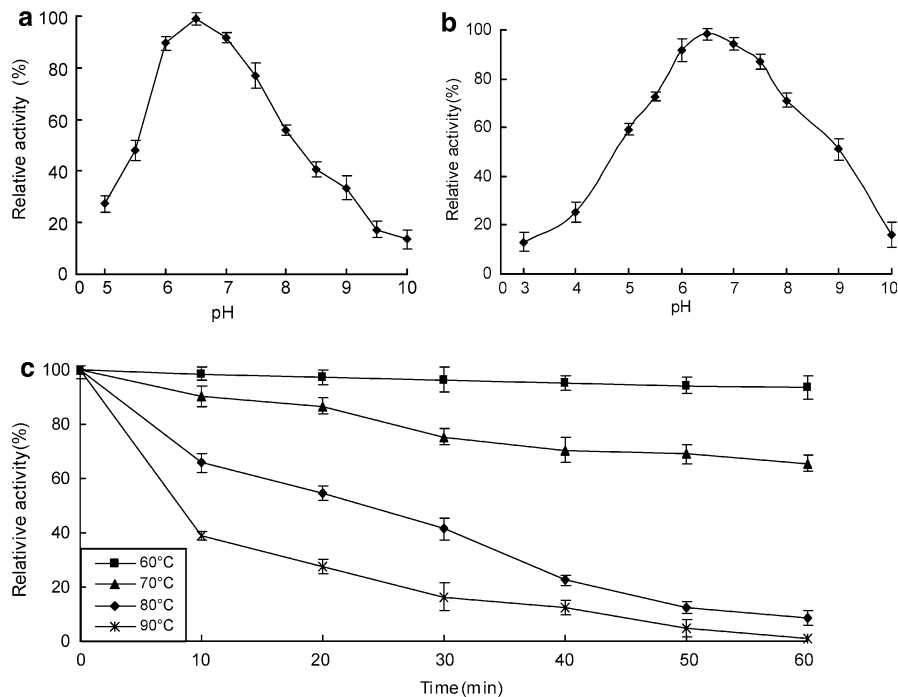 a
Relative activity (%)
100
80
60
40
20
0
0 5 6 7 8 9 10
pH
b
Relative activity(%)
100
80
60
40
20
0
0 3 4 5 6 7 8 9 10
pH
c
Relativive activity(%)
100
80
60
40
20
0
60°C
70°C
80°C
90°C
0 10 20 30 40 50 60
Time(min)